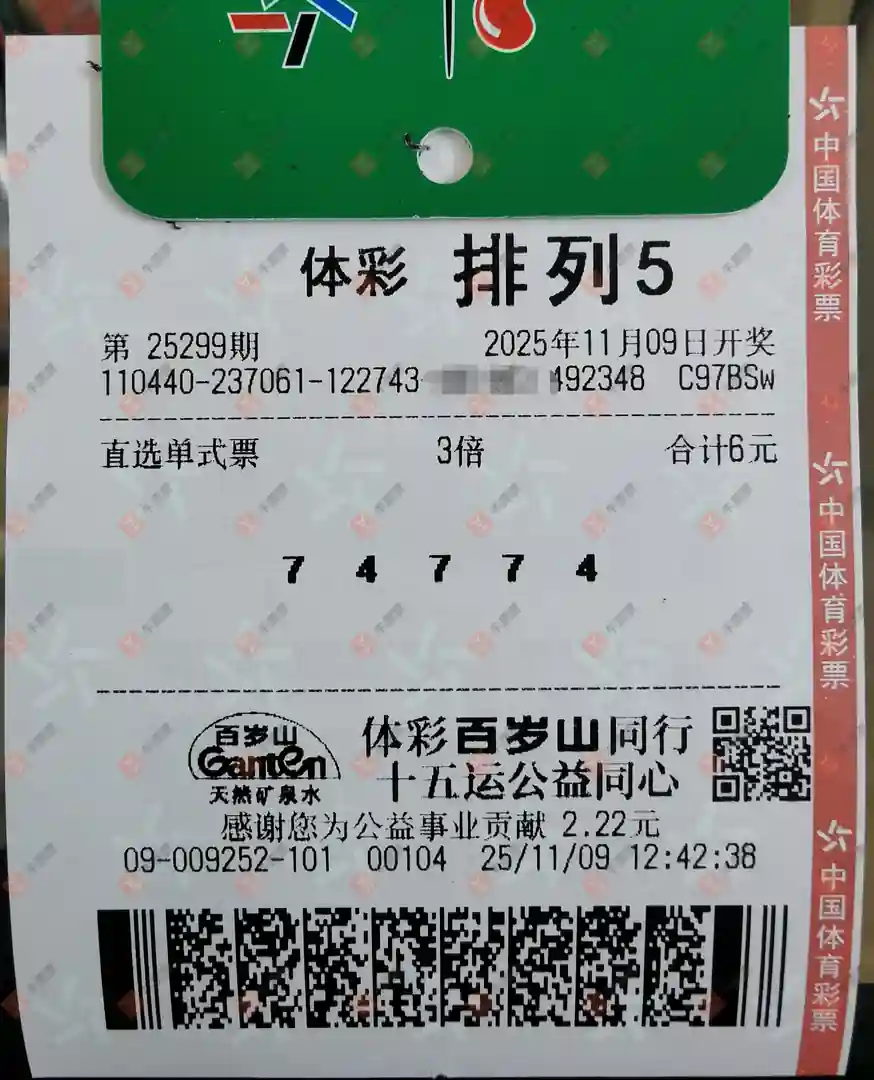 体彩 排列5
第 25299期 2025年11月09日开奖
110440-237061-122743 492348 C97BSW
直选单式票 3倍 合计6元
7 4 7 7 4
百岁山
Ganten
天然矿泉水
体彩百岁山同行
十五运公益同心
感谢您为公益事业贡献 2.22元
09-009252-101 00104 25/11/09 12:42:38
中国体育彩票
中国体育彩票
中国体育彩票